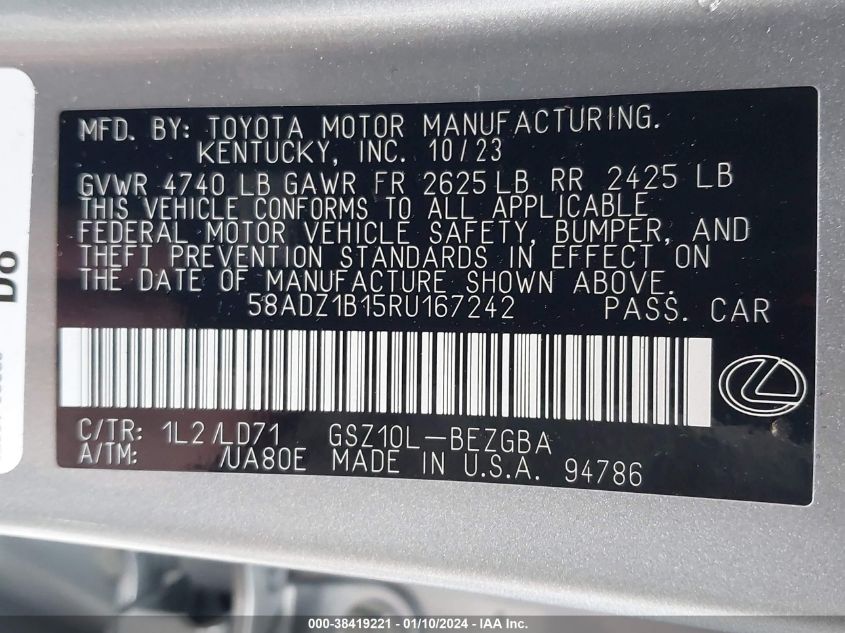 MFD. BY: TOYOTA MOTOR MANUFACTURING.
KENTUCKY, INC. 10/23
GVWR 4740 LB GAWR FR 2625 LB RR 2425 LB
THIS VEHICLE CONFORMS TO ALL APPLICABLE
FEDERAL MOTOR VEHICLE SAFETY, BUMPER, AND
THEFT PREVENTION STANDARDS IN EFFECT ON
THE DATE OF MANUFACTURE SHOWN ABOVE.
58ADZ1B15RU167242 PASS. CAR
C/TR: 1L2 /LD71 GSZ10L-BEZGBA
A/TM: /UA80E MADE IN U.S.A. 94786
000-38419221 - 01/10/2024 - IAA Inc.